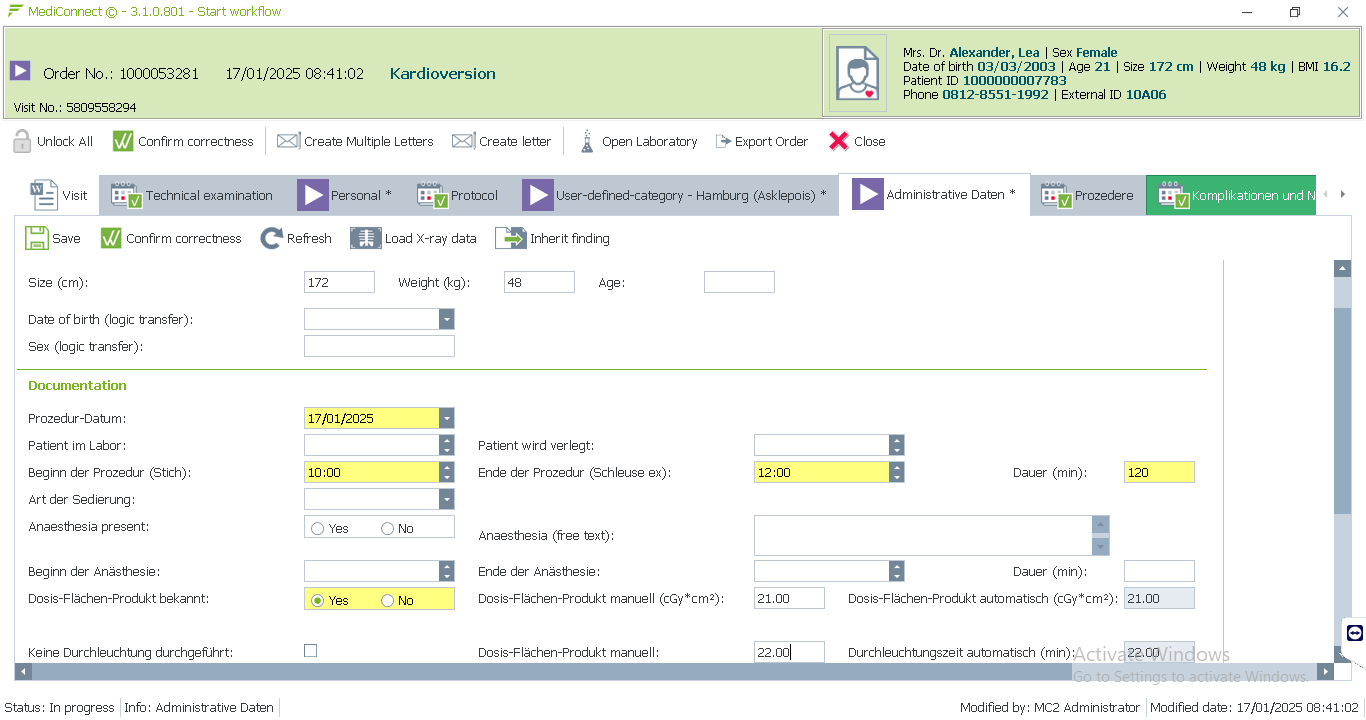 MediConnect © - 3.1.0.801 - Start workflow
Order No.: 1000053281 17/01/2025 08:41:02 Kardioversion
Visit No.: 5809558294
Mrs. Dr. Alexander, Lea | Sex Female
Date of birth 03/03/2003 | Age 21 | Size 172 cm | Weight 48 kg | BMI 16.2
Patient ID 1000000007783
Phone 0812-8551-1992 | External ID 10A06
Unlock All Confirm correctness Create Multiple Letters Create letter Open Laboratory Export Order Close
Visit Technical examination Personal * Protocol User-defined-category - Hamburg (Asklepois) * Administrative Daten * Prozedere Komplikationen und N
Save Confirm correctness Refresh Load X-ray data Inherit finding
Size (cm): 172 Weight (kg): 48 Age:
Date of birth (logic transfer):
Sex (logic transfer):
Documentation
Prozedur-Datum: 17/01/2025
Patient im Labor: Patient wird verlegt:
Beginn der Prozedur (Stich): 10:00 Ende der Prozedur (Schleuse ex): 12:00 Dauer (min): 120
Art der Sedierung:
Anaesthesia present: Yes No Anaesthesia (free text):
Beginn der Anästhesie: Ende der Anästhesie: Dauer (min):
Dosis-Flächen-Produkt bekannt: Yes No Dosis-Flächen-Produkt manuell (cGy*cm²): 21.00 Dosis-Flächen-Produkt automatisch (cGy*cm²): 21.00
Keine Durchleuchtung durchgeführt: Dosis-Flächen-Produkt manuell: 22.00 Durchleuchtungszeit automatisch (min): 22.00
Activate Windows
Go to Settings to activate Windows.
Status: In progress Info: Administrative Daten Modified by: MC2 Administrator Modified date: 17/01/2025 08:41:02